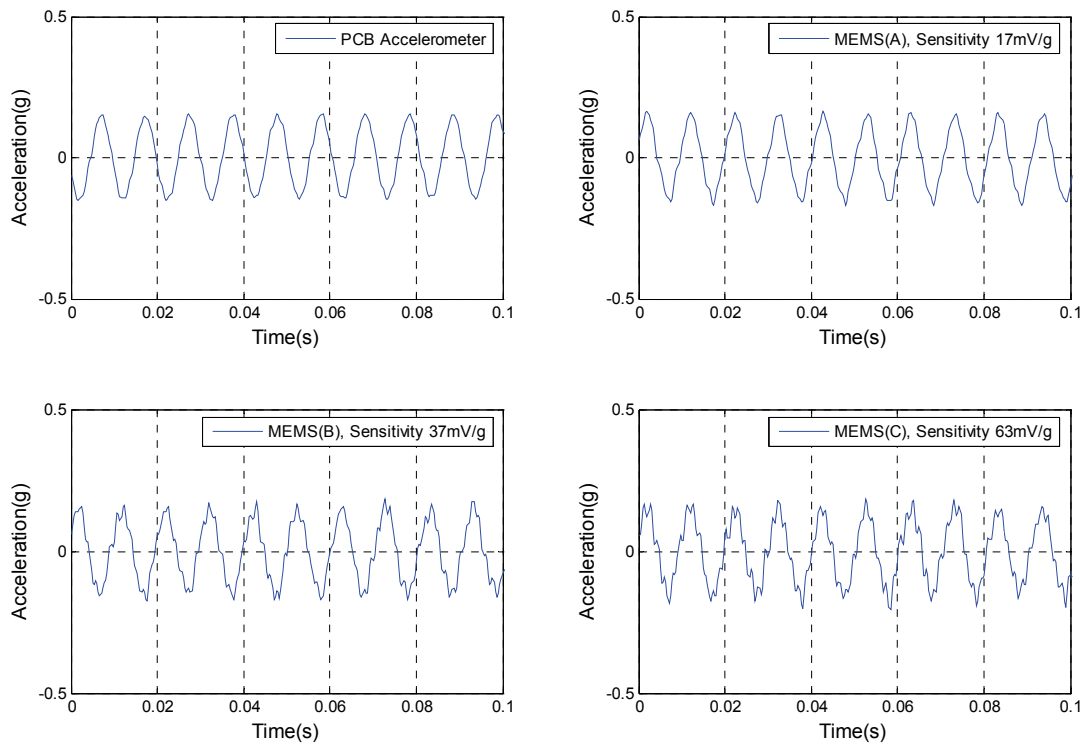 PCB Accelerometer
0.5
0
-0.5
Acceleration(g)
0 0.02 0.04 0.06 0.08 0.1
Time(s)
MEMS(A), Sensitivity 17mV/g
0.5
0
-0.5
Acceleration(g)
0 0.02 0.04 0.06 0.08 0.1
Time(s)
MEMS(B), Sensitivity 37mV/g
0.5
0
-0.5
Acceleration(g)
0 0.02 0.04 0.06 0.08 0.1
Time(s)
MEMS(C), Sensitivity 63mV/g
0.5
0
-0.5
Acceleration(g)
0 0.02 0.04 0.06 0.08 0.1
Time(s)